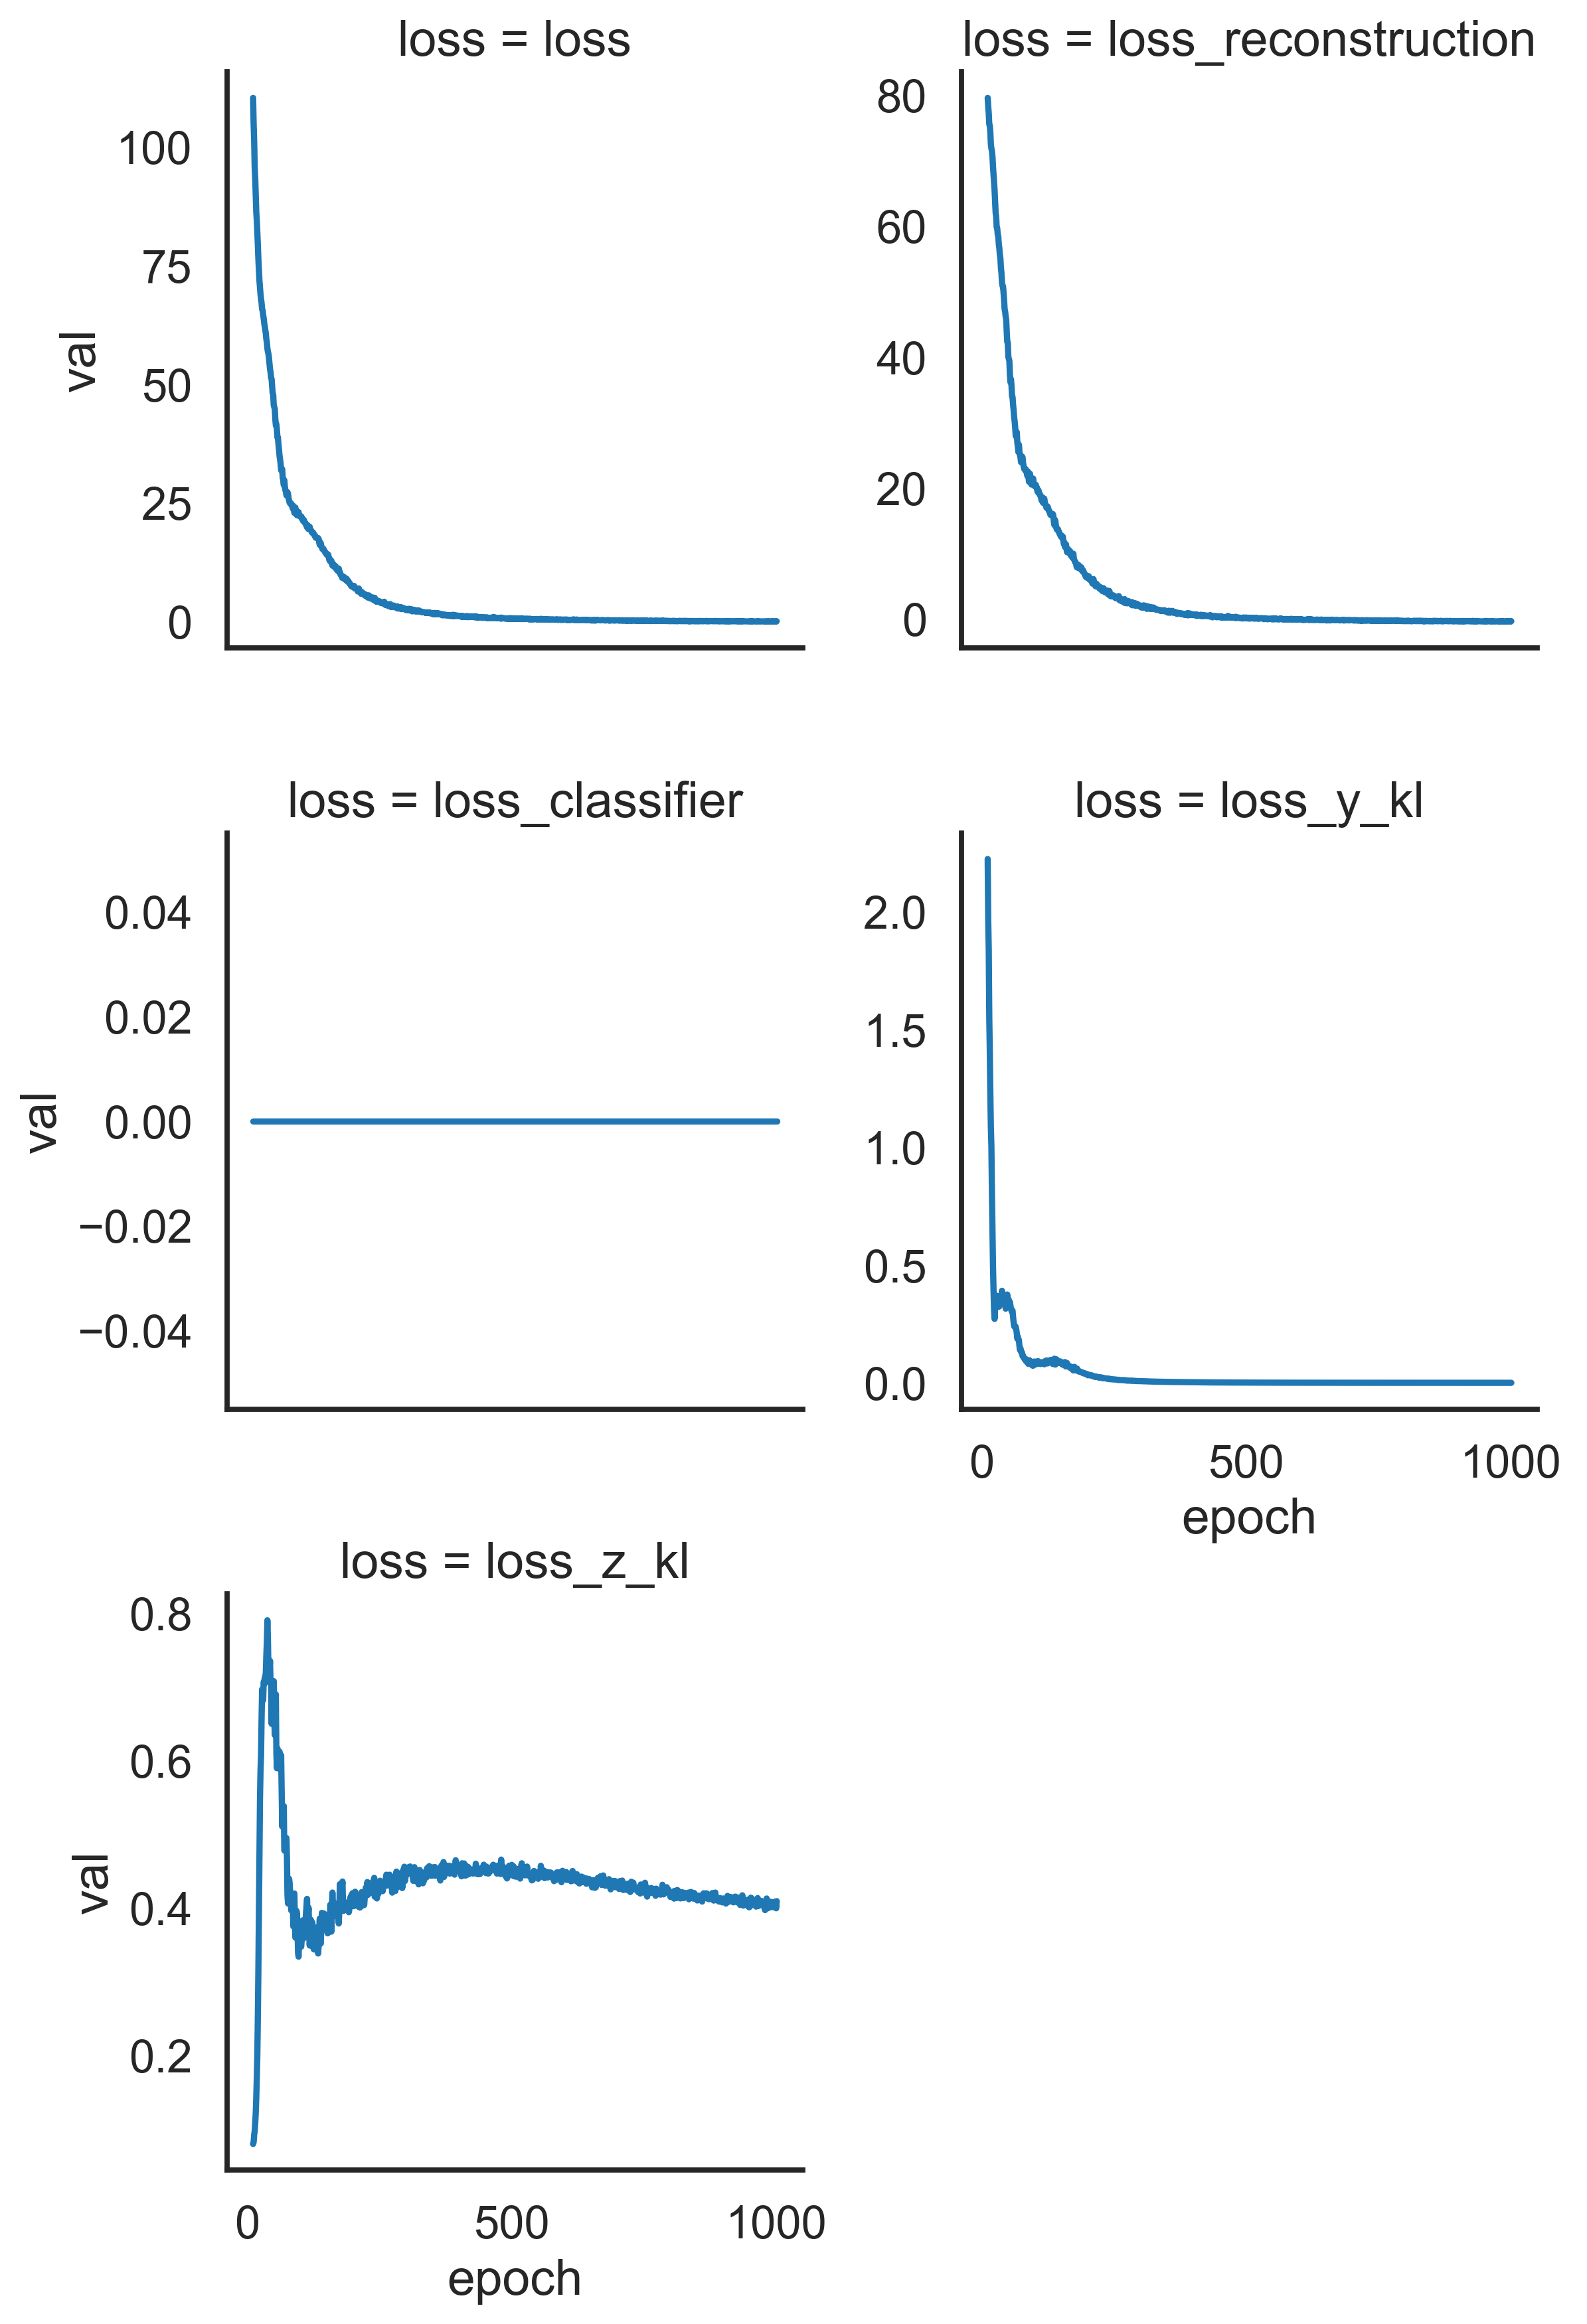 loss = loss
100
75
50
25
0
val
loss = loss_reconstruction
80
60
40
20
0
loss = loss_classifier
0.04
0.02
0.00
−0.02
−0.04
val
loss = loss_y_kl
2.0
1.5
1.0
0.5
0.0
0 500 1000
epoch
loss = loss_z_kl
0.8
0.6
0.4
0.2
val
0 500 1000
epoch